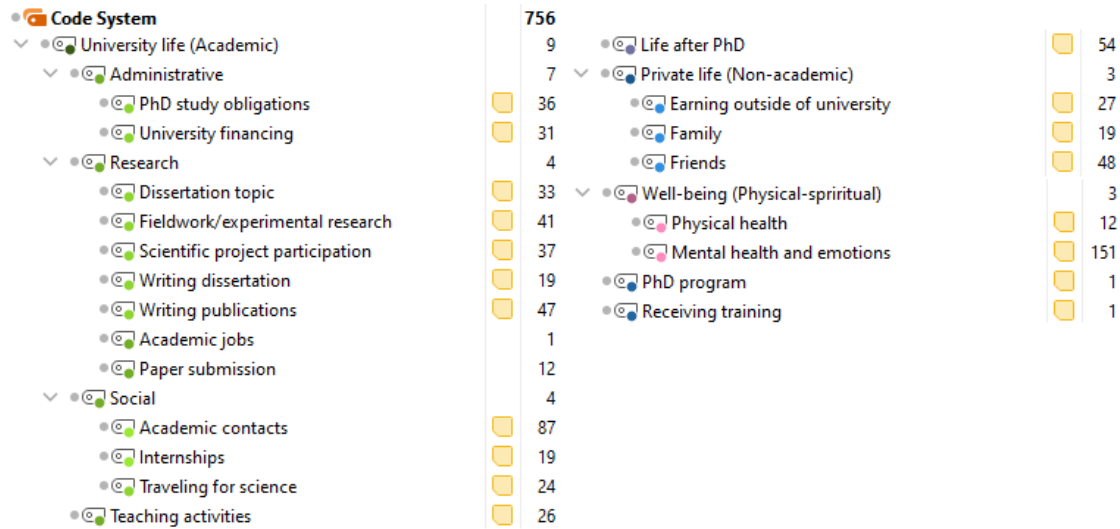 Code System 756
University life (Academic) 9
Administrative 7
PhD study obligations 36
University financing 31
Research 4
Dissertation topic 33
Fieldwork/experimental research 41
Scientific project participation 37
Writing dissertation 19
Writing publications 47
Academic jobs 1
Paper submission 12
Social 4
Academic contacts 87
Internships 19
Traveling for science 24
Teaching activities 26
Life after PhD 54
Private life (Non-academic) 3
Earning outside of university 27
Family 19
Friends 48
Well-being (Physical-spriritual) 3
Physical health 12
Mental health and emotions 151
PhD program 1
Receiving training 1